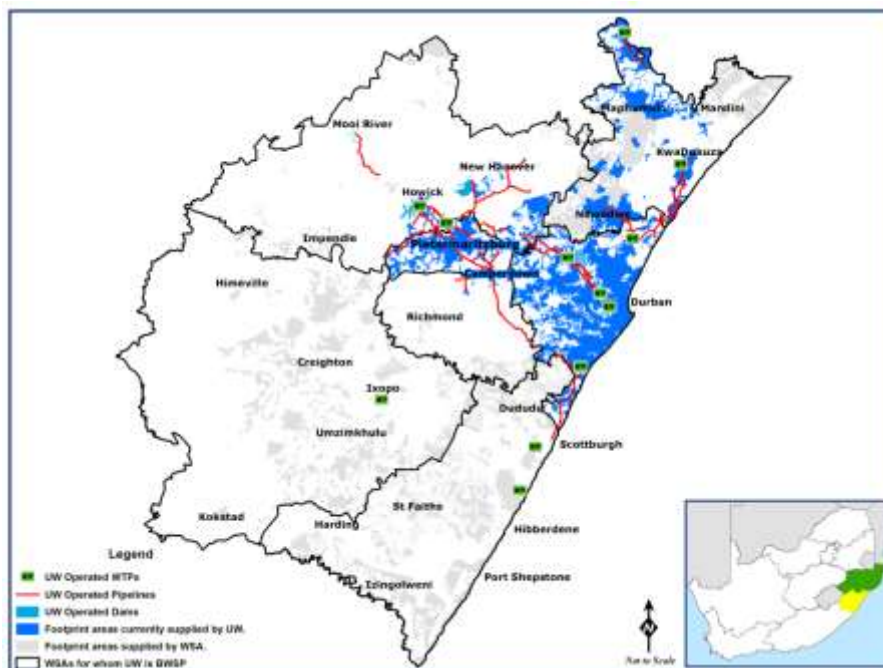 Maphumulo
Mandini
Mooi River
KwaDukuza
New Hanover
Howick
Ndwedwe
Impendle
Pietermaritzburg
Camperdown
Himeville
Durban
Richmond
Creighton
Ixopo
Dududu
Umzimkhulu
Scottburgh
St Faiths
Kokstad
Harding
Hibberdene
Legend
Izingolweni
Port Shepstone
UW Operated WTPs
UW Operated Pipelines
UW Operated Dams
Footprint areas currently supplied by UW.
Footprint areas supplied by WSA.
WSAs for whom UW is BWSP
N
Not to Scale